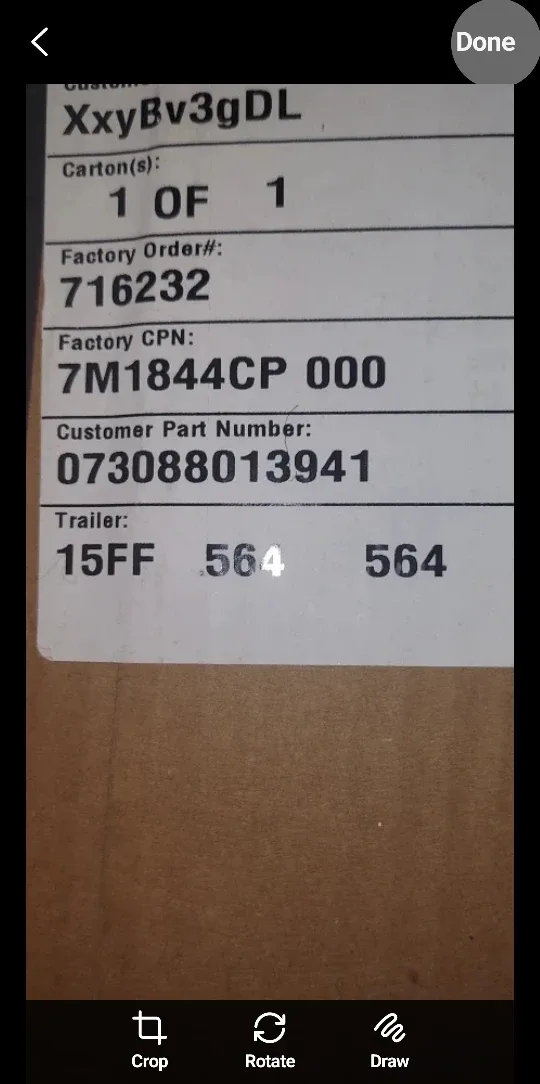 Done
XxyBv3gDL
Carton(s):
1 OF 1
Factory Order#:
716232
Factory CPN:
7M1844CP 000
Customer Part Number:
073088013941
Trailer:
15FF 564 564
Crop Rotate Draw